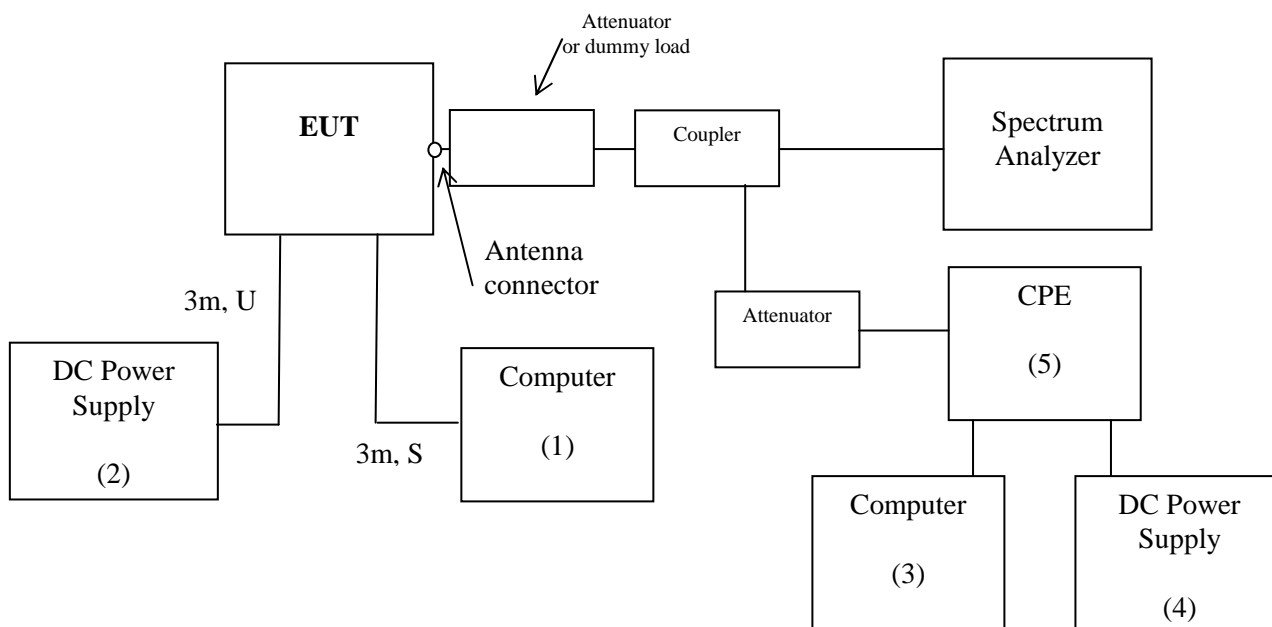 Attenuator
or dummy load
EUT
Coupler
Spectrum
Analyzer
Antenna
connector
3m, U
Attenuator
CPE
(5)
DC Power
Supply
(2)
Computer
(1)
3m, S
Computer
(3)
DC Power
Supply
(4)